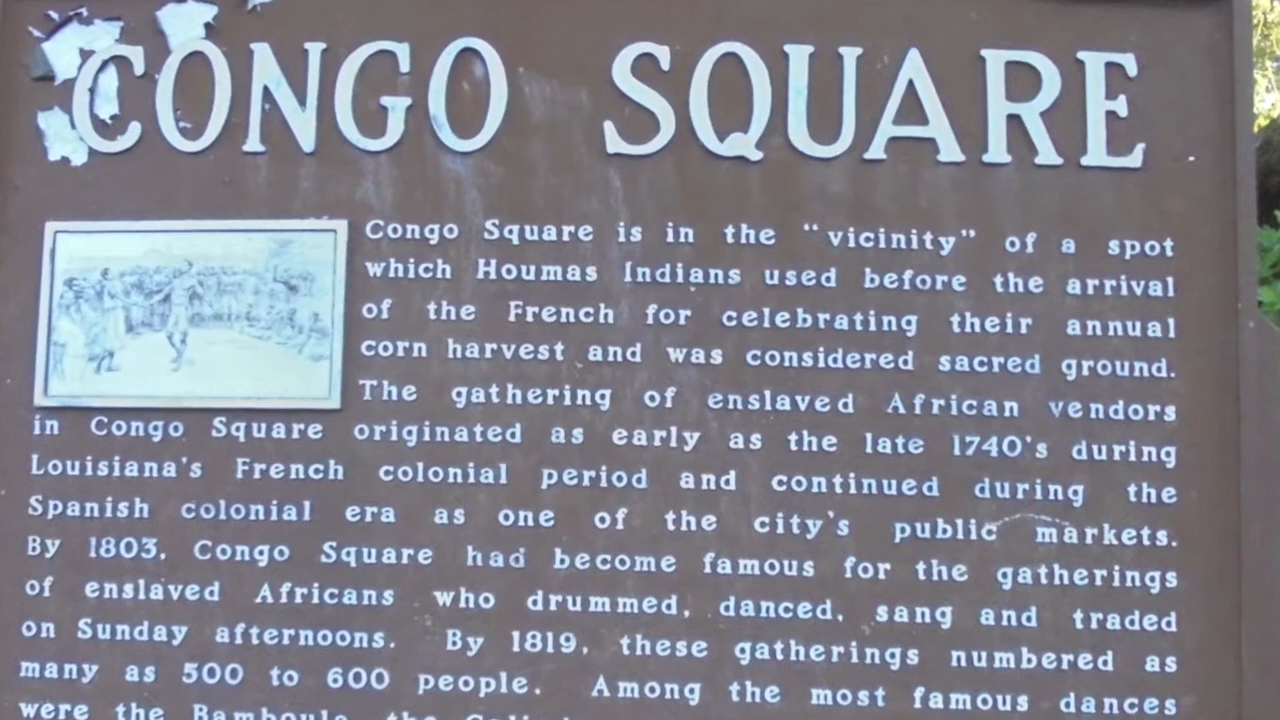 CONGO SQUARE
Congo Square is in the "vicinity" of a spot
which Houmas Indians used before the arrival
of the French for celebrating their annual
corn harvest and was considered sacred ground.
The gathering of enslaved African vendors
in Congo Square originated as early as the late 1740's during
Louisiana's French colonial period and continued during the
Spanish colonial era as one of the city's public markets.
By 1803, Congo Square had become famous for the gatherings
of enslaved Africans who drummed, danced, sang and traded
on Sunday afternoons. By 1819, these gatherings numbered as
many as 500 to 600 people. Among the most famous dances
were the Bamboula, the